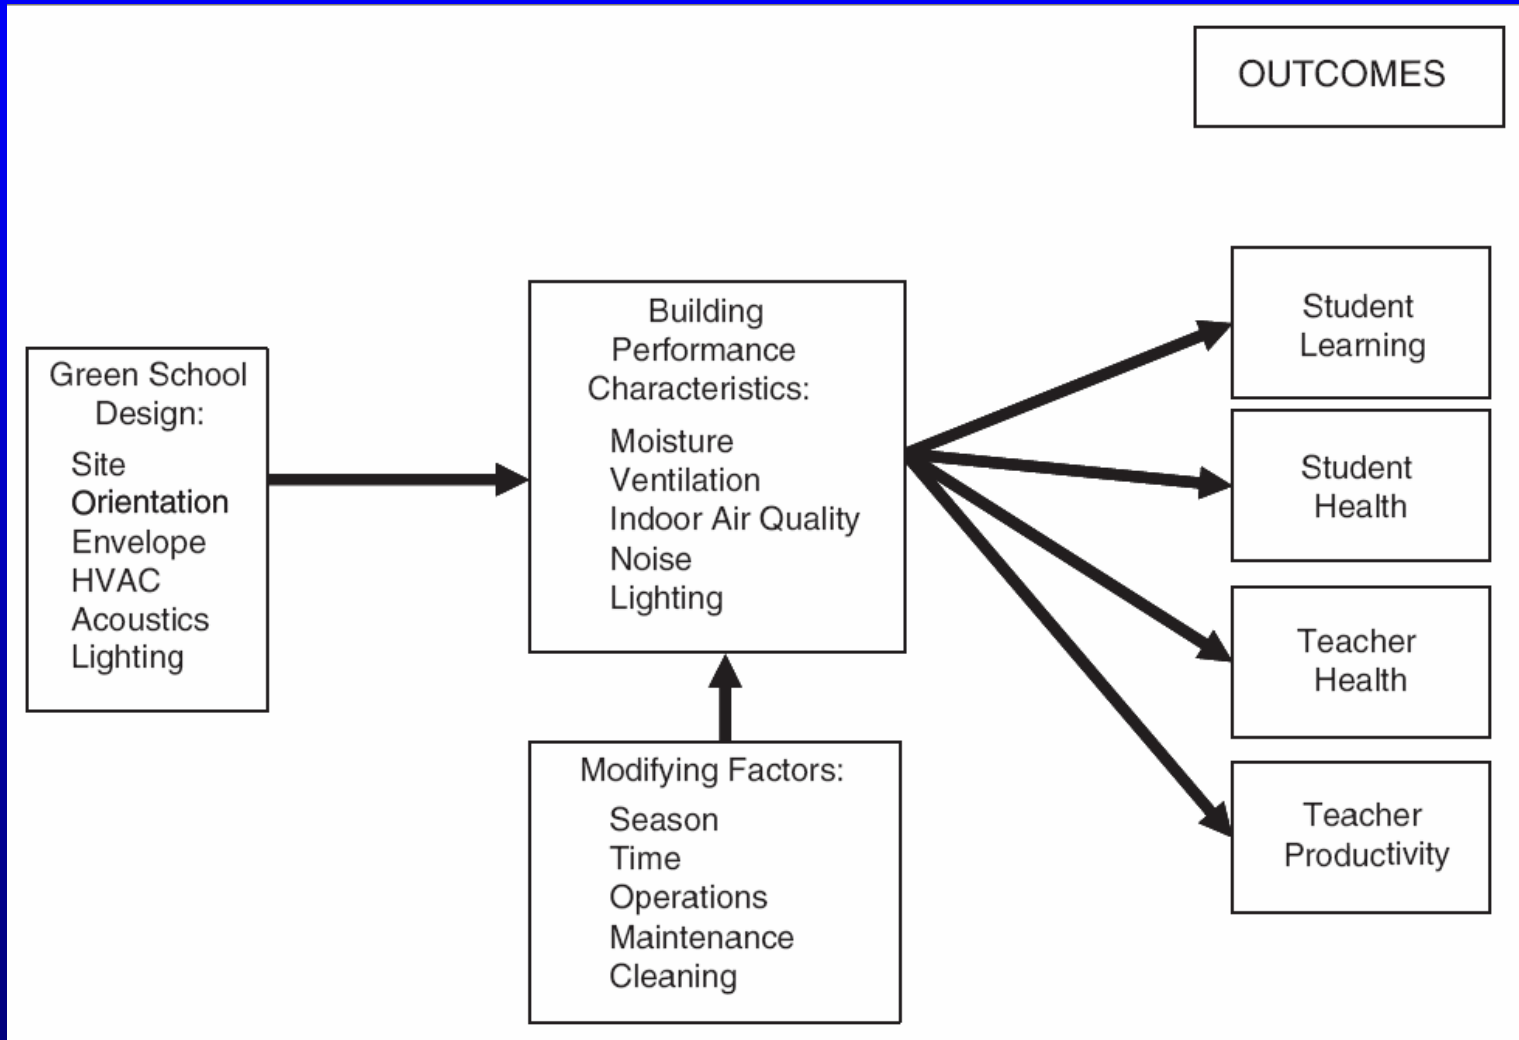 OUTCOMES
Green School
Design:
Site
Orientation
Envelope
HVAC
Acoustics
Lighting
Building
Performance
Characteristics:
Moisture
Ventilation
Indoor Air Quality
Noise
Lighting
Modifying Factors:
Season
Time
Operations
Maintenance
Cleaning
Student
Learning
Student
Health
Teacher
Health
Teacher
Productivity